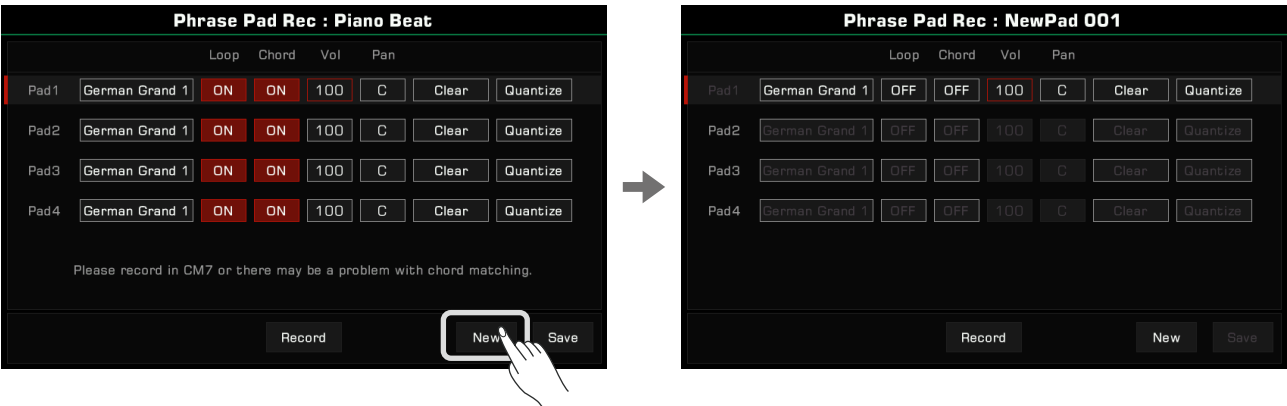 Phrase Pad Rec : Piano Beat
Loop Chord Vol Pan
Pad1 German Grand 1 ON ON 100 C Clear Quantize
Pad2 German Grand 1 ON ON 100 C Clear Quantize
Pad3 German Grand 1 ON ON 100 C Clear Quantize
Pad4 German Grand 1 ON ON 100 C Clear Quantize
Please record in CM7 or there may be a problem with chord matching.
Record New Save
Phrase Pad Rec : NewPad 001
Loop Chord Vol Pan
Pad1 German Grand 1 OFF OFF 100 C Clear Quantize
Pad2 German Grand 1 OFF OFF 100 C Clear Quantize
Pad3 German Grand 1 OFF OFF 100 C Clear Quantize
Pad4 German Grand 1 OFF OFF 100 C Clear Quantize
Record New Save